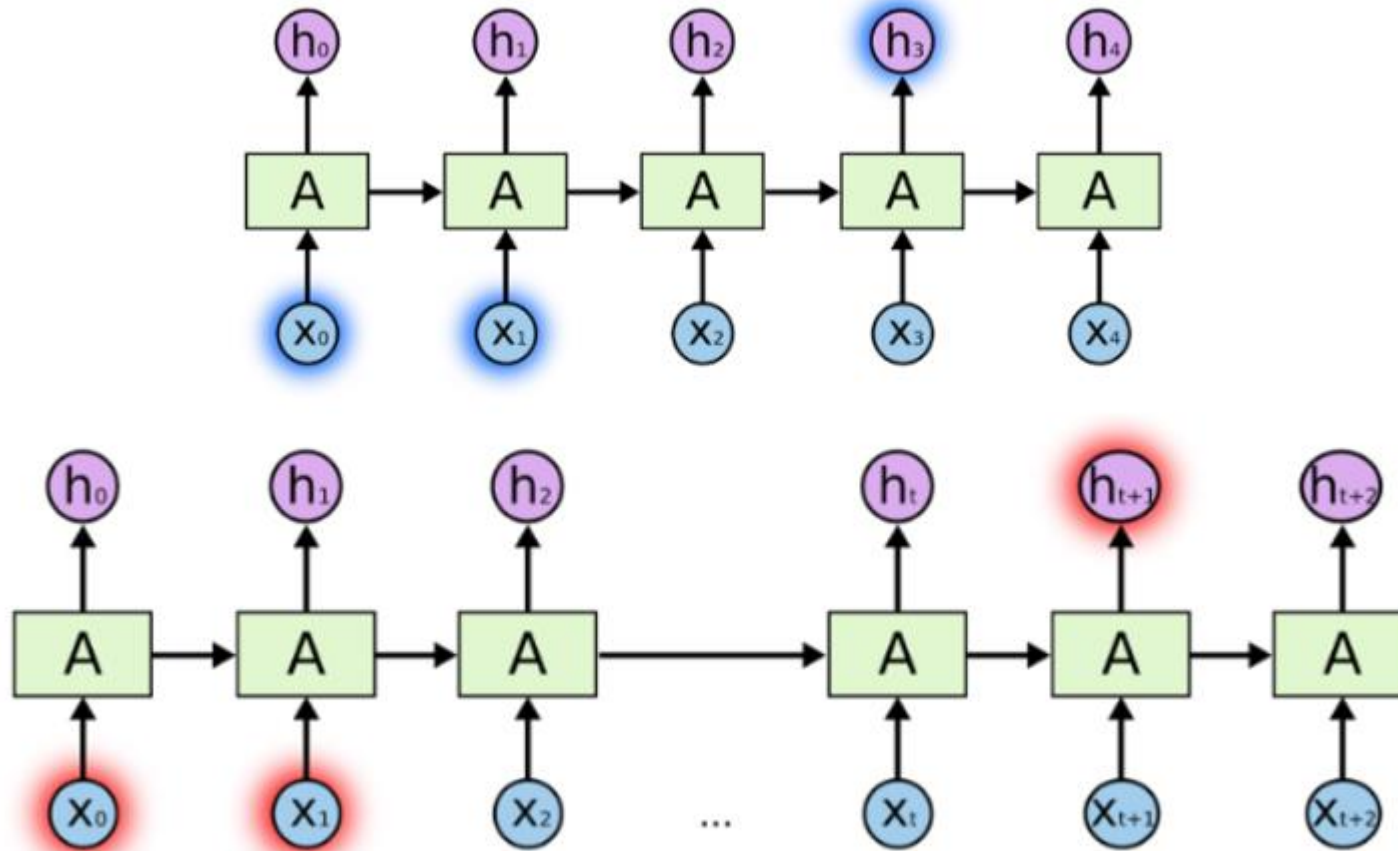 h₀ h₁ h₂ h₃ h₄
A A A A A
x₀ x₁ x₂ x₃ x₄
h₀ h₁ h₂ hₜ hₜ₊₁ hₜ₊₂
A A A A A A
x₀ x₁ x₂ ... xₜ xₜ₊₁ xₜ₊₂